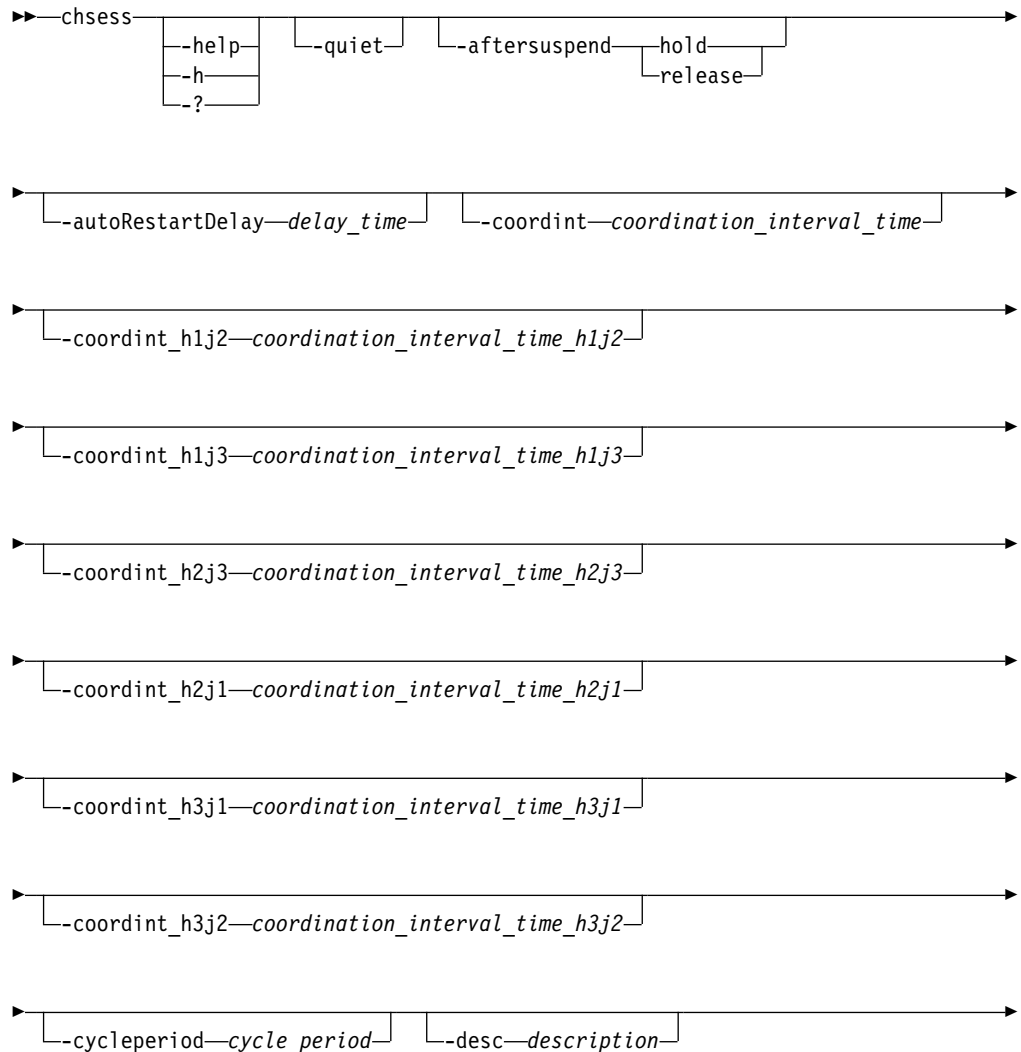 chsess -help -quiet -aftersuspend hold
-h release
-?
-autoRestartDelay delay_time -coordint coordination_interval_time
-coordint_h1j2 coordination_interval_time_h1j2
-coordint_h1j3 coordination_interval_time_h1j3
-coordint_h2j3 coordination_interval_time_h2j3
-coordint_h2j1 coordination_interval_time_h2j1
-coordint_h3j1 coordination_interval_time_h3j1
-coordint_h3j2 coordination_interval_time_h3j2
-cycleperiod cycle period -desc description